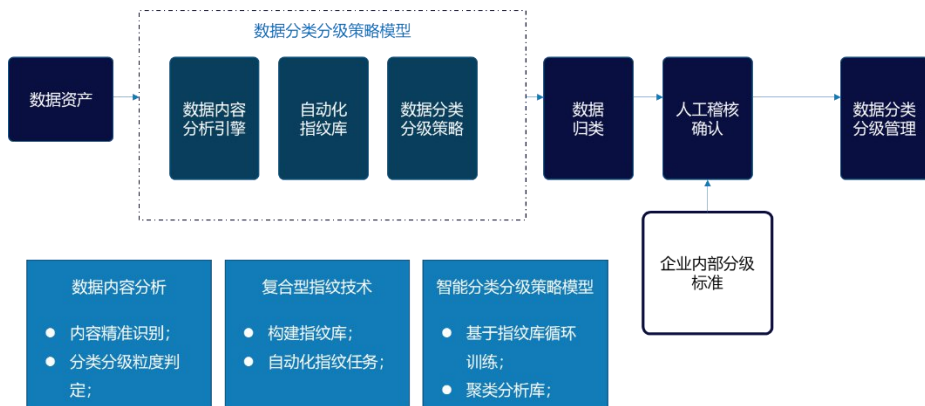 数据分类分级策略模型
数据资产
数据内容
分析引擎
自动化
指纹库
数据分类
分级策略
数据
归类
人工稽核
确认
数据分类
分级管理
企业内部分级
标准
数据内容分析
● 内容精准识别;
● 分类分级粒度判
定;
复合型指纹技术
● 构建指纹库;
● 自动化指纹任务;
智能分类分级策略模型
● 基于指纹库循环
训练;
● 聚类分析库;